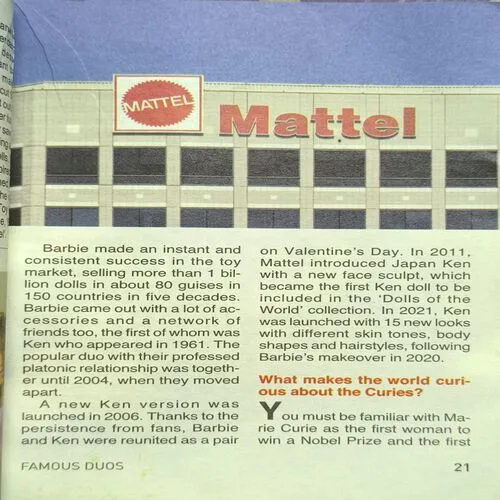 MATTEL
Mattel
Barbie made an instant and
consistent success in the toy
market, selling more than 1 bil-
lion dolls in about 80 guises in
150 countries in five decades.
Barbie came out with a lot of ac-
cessories and a network of
friends too, the first of whom was
Ken who appeared in 1961. The
popular duo with their professed
platonic relationship was togeth-
er until 2004, when they moved
apart.
A new Ken version was
launched in 2006. Thanks to the
persistence from fans, Barbie
and Ken were reunited as a pair
on Valentine's Day. In 2011,
Mattel introduced Japan Ken
with a new face sculpt, which
became the first Ken doll to be
included in the 'Dolls of the
World' collection. In 2021, Ken
was launched with 15 new looks
with different skin tones, body
shapes and hairstyles, following
Barbie's makeover in 2020.
What makes the world curi-
ous about the Curies?
You must be familiar with Ma-
rie Curie as the first woman to
win a Nobel Prize and the first
FAMOUS DUOS
21